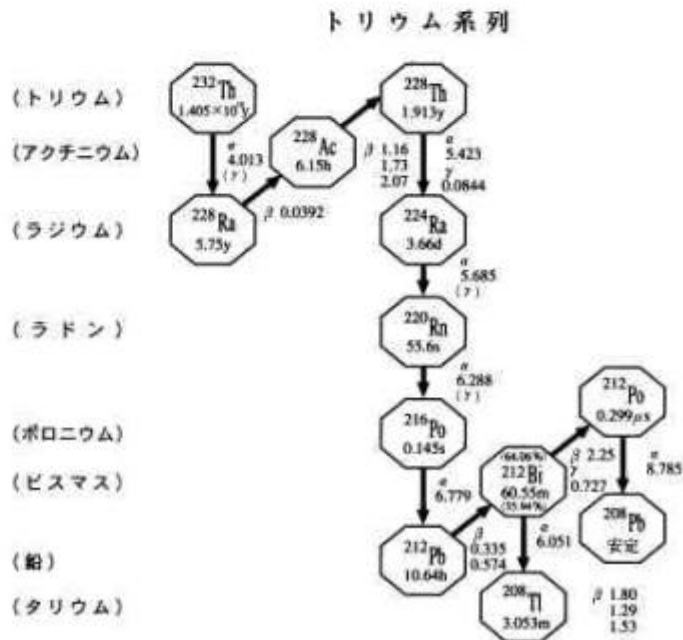 トリウム系列
(トリウム)
232Th
1.405×10¹⁰y
228Th
1.913y
(アクチニウム)
α
4.013
(γ)
228Ac
6.15h
β 1.16
1.73
2.07
α
5.423
γ
0.0844
(ラジウム)
228Ra
5.75y
β 0.0392
224Ra
3.66d
α
5.685
(γ)
(ラドン)
220Rn
55.6s
α
6.288
(γ)
(ポロニウム)
216Po
0.145s
212Po
0.299μs
(ビスマス)
α
6.779
(64.06%)
212Bi
60.55m
(35.94%)
β 2.25
γ
0.727
α
8.785
(鉛)
212Pb
10.64h
β
0.335
0.574
α
6.051
208Pb
安定
(タリウム)
208Tl
3.053m
β 1.80
1.29
1.53